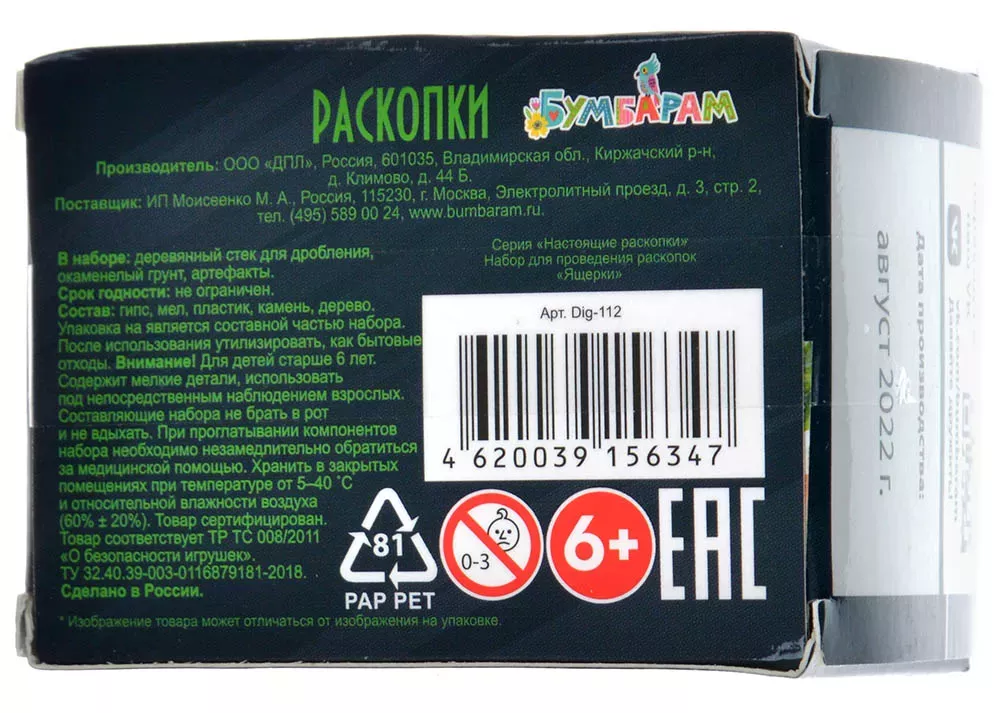 РАСКОПКИ
БУМБАРАМ
Производитель: ООО «ДПЛ», Россия, 601035, Владимирская обл., Киржачский р-н,
д. Климово, д. 44 Б.
Поставщик: ИП Моисеенко М. А., Россия, 115230, г. Москва, Электролитный проезд, д. 3, стр. 2,
тел. (495) 589 00 24, www.bumbaram.ru.
В наборе: деревянный стек для дробления,
окаменелый грунт, артефакты.
Срок годности: не ограничен.
Состав: гипс, мел, пластик, камень, дерево.
Упаковка на является составной частью набора.
После использования утилизировать, как бытовые
отходы. Внимание! Для детей старше 6 лет.
Содержит мелкие детали, использовать
под непосредственным наблюдением взрослых.
Составляющие набора не брать в рот
и не вдыхать. При проглатывании компонентов
набора необходимо незамедлительно обратиться
за медицинской помощью. Хранить в закрытых
помещениях при температуре от 5–40 °С
и относительной влажности воздуха
(60% ± 20%). Товар сертифицирован.
Товар соответствует ТР ТС 008/2011
«О безопасности игрушек».
ТУ 32.40.39-003-0116879181-2018.
Сделано в России.
* Изображение товара может отличаться от изображения на упаковке.
Серия «Настоящие раскопки»
Набор для проведения раскопок
«Ящерки»
Арт. Dig-112
4 620039 156347
81
PAP PET
0-3
6+
EAC
дата производства:
август 2022 г.